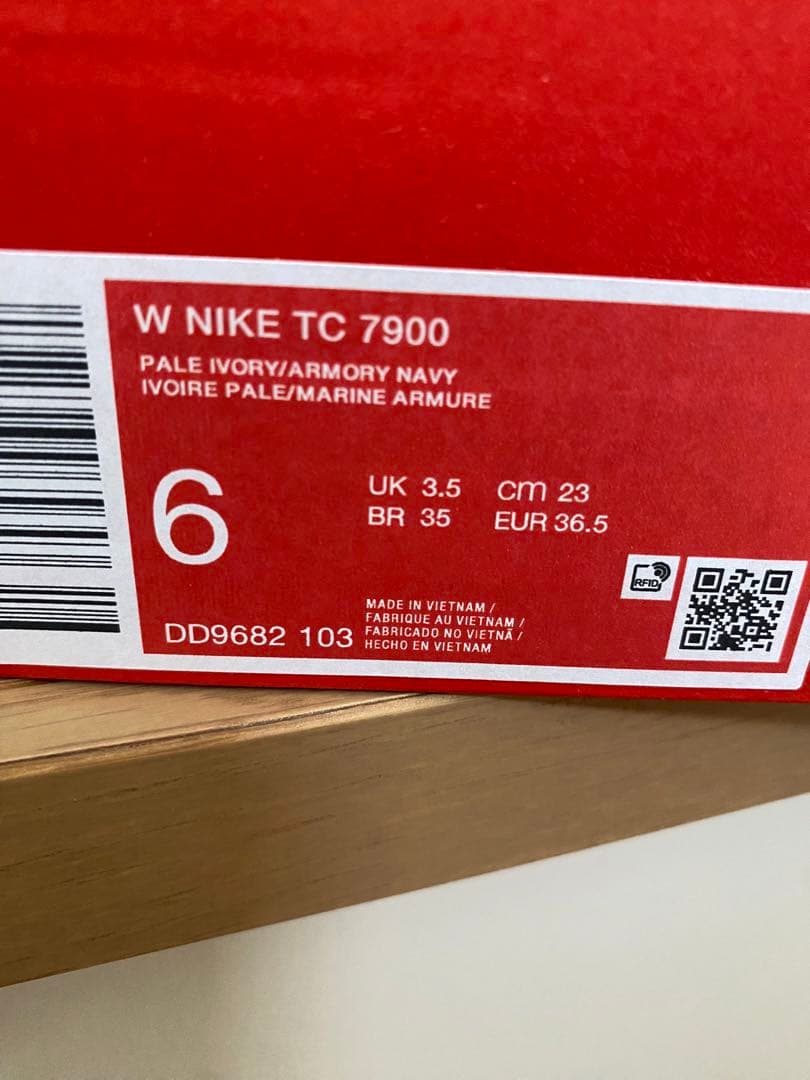 W NIKE TC 7900
PALE IVORY/ARMORY NAVY
IVOIRE PALE/MARINE ARMURE
6
UK 3.5 cm 23
BR 35 EUR 36.5
RFID
DD9682 103
MADE IN VIETNAM /
FABRIQUE AU VIETNAM /
FABRICADO NO VIETNÃ /
HECHO EN VIETNAM